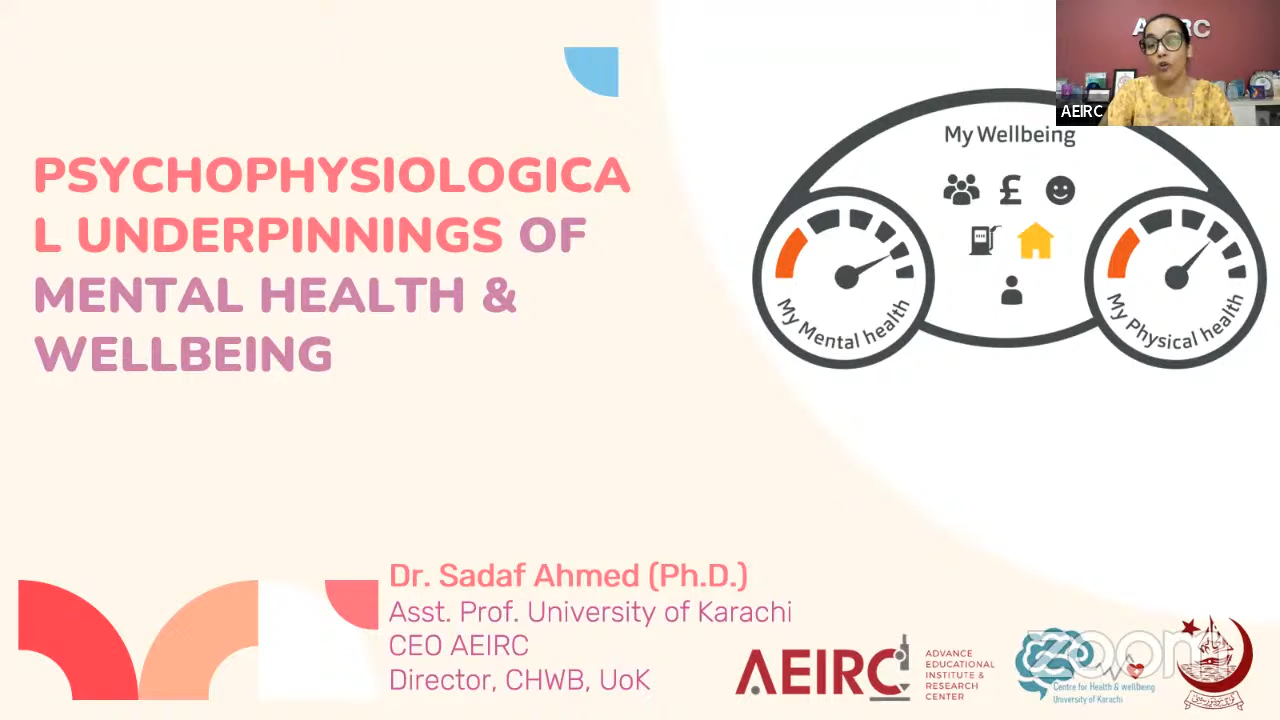 AEIRC
AEIRC
My Wellbeing
£
My Mental health
My Physical health
PSYCHOPHYSIOLOGICA
L UNDERPINNINGS OF
MENTAL HEALTH &
WELLBEING
Dr. Sadaf Ahmed (Ph.D.)
Asst. Prof. University of Karachi
CEO AEIRC
Director, CHWB, UoK
AEIRC
ADVANCE
EDUCATIONAL
INSTITUTE &
RESEARCH
CENTER
zoom
Centre for Health & wellbeing
University of Karachi